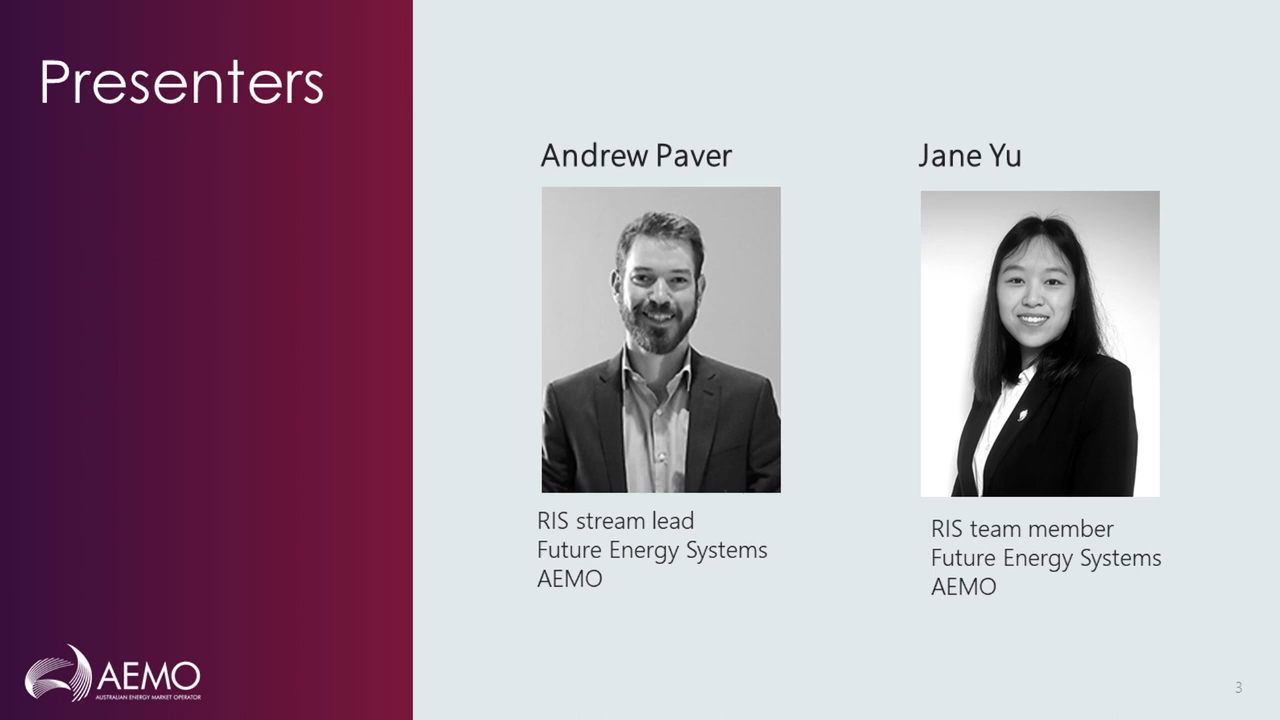 Presenters
Andrew Paver
Jane Yu
RIS stream lead
Future Energy Systems
AEMO
RIS team member
Future Energy Systems
AEMO
AEMO
AUSTRALIAN ENERGY MARKET OPERATOR
3